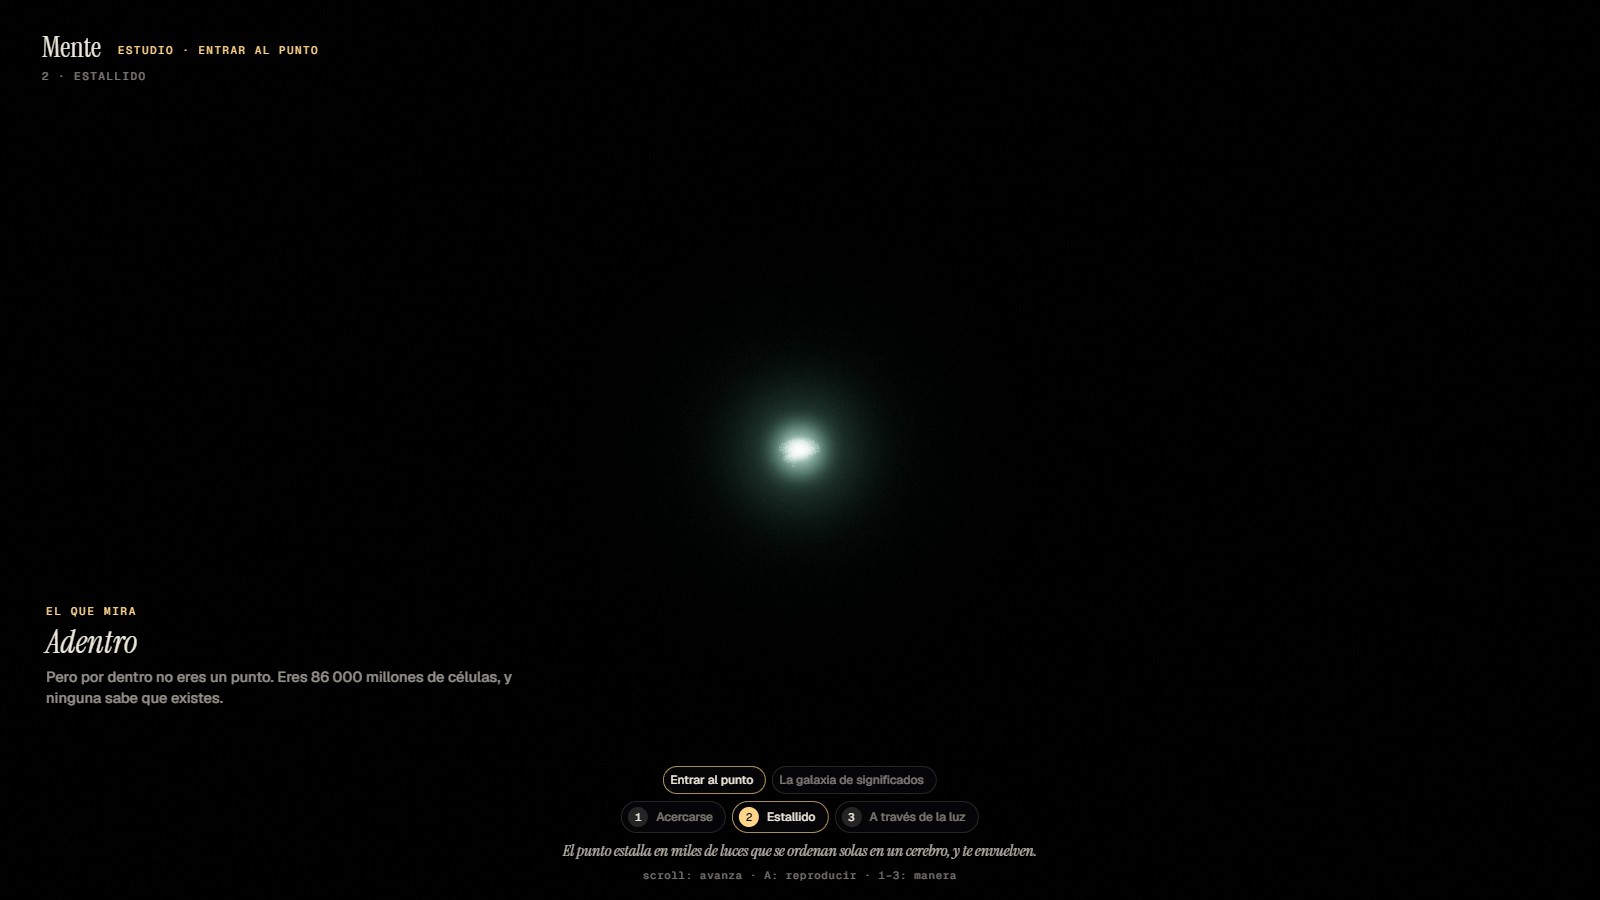 Mente ESTUDIO · ENTRAR AL PUNTO
2 · ESTALLIDO
EL QUE MIRA
Adentro
Pero por dentro no eres un punto. Eres 86 000 millones de células, y
ninguna sabe que existes.
Entrar al punto La galaxia de significados
1 Acercarse 2 Estallido 3 A través de la luz
El punto estalla en miles de luces que se ordenan solas en un cerebro, y te envuelven.
scroll: avanza · A: reproducir · 1–3: manera